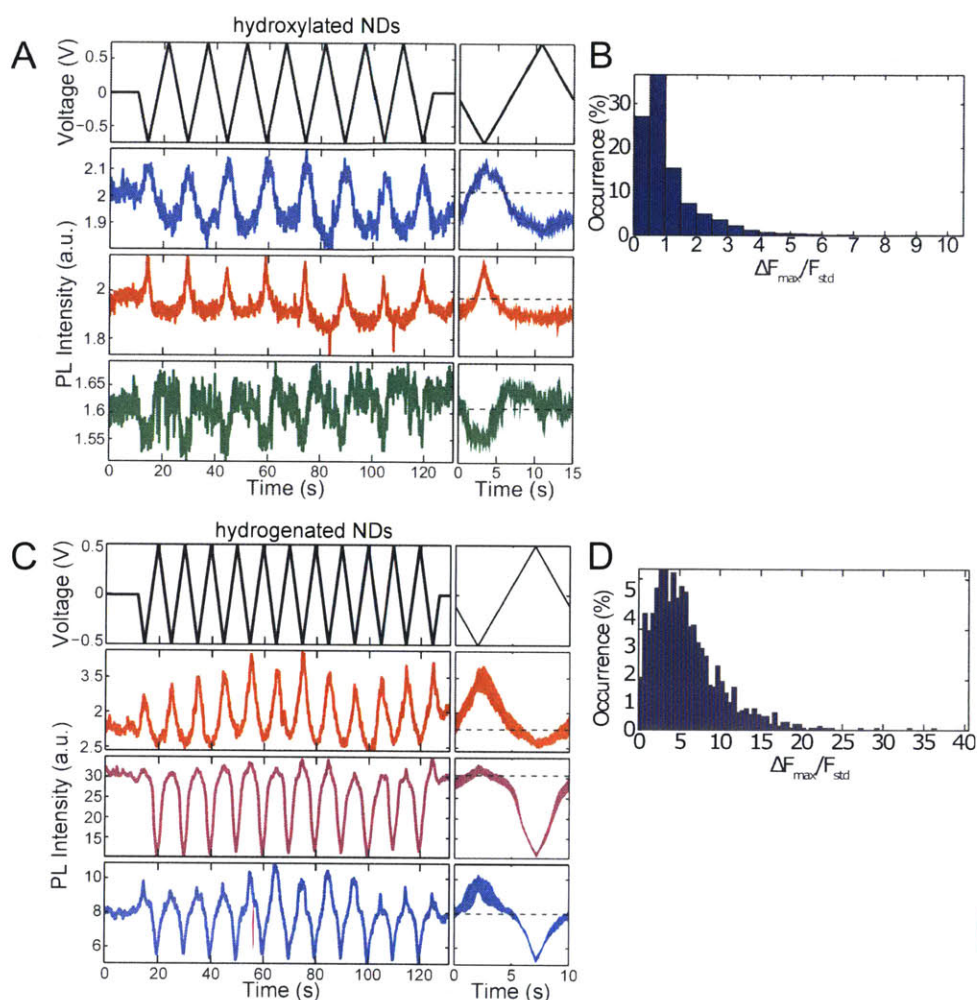 A
hydroxylated NDs
Voltage (V)
0.5
0
−0.5
PL Intensity (a.u.)
2.1
2
1.9
2
1.8
1.65
1.6
1.55
0 20 40 60 80 100 120
0 5 10 15
Time (s)
Time (s)
B
Occurrence (%)
30
20
10
0
0 1 2 3 4 5 6 7 8 9 10
ΔFmax/Fstd
C
hydrogenated NDs
Voltage (V)
0.5
0
−0.5
PL Intensity (a.u.)
3.5
2
2.5
30
25
20
15
10
8
6
0 20 40 60 80 100 120
0 5 10
Time (s)
Time (s)
D
Occurrence (%)
5
4
3
2
1
0
0 5 10 15 20 25 30 35 40
ΔFmax/Fstd